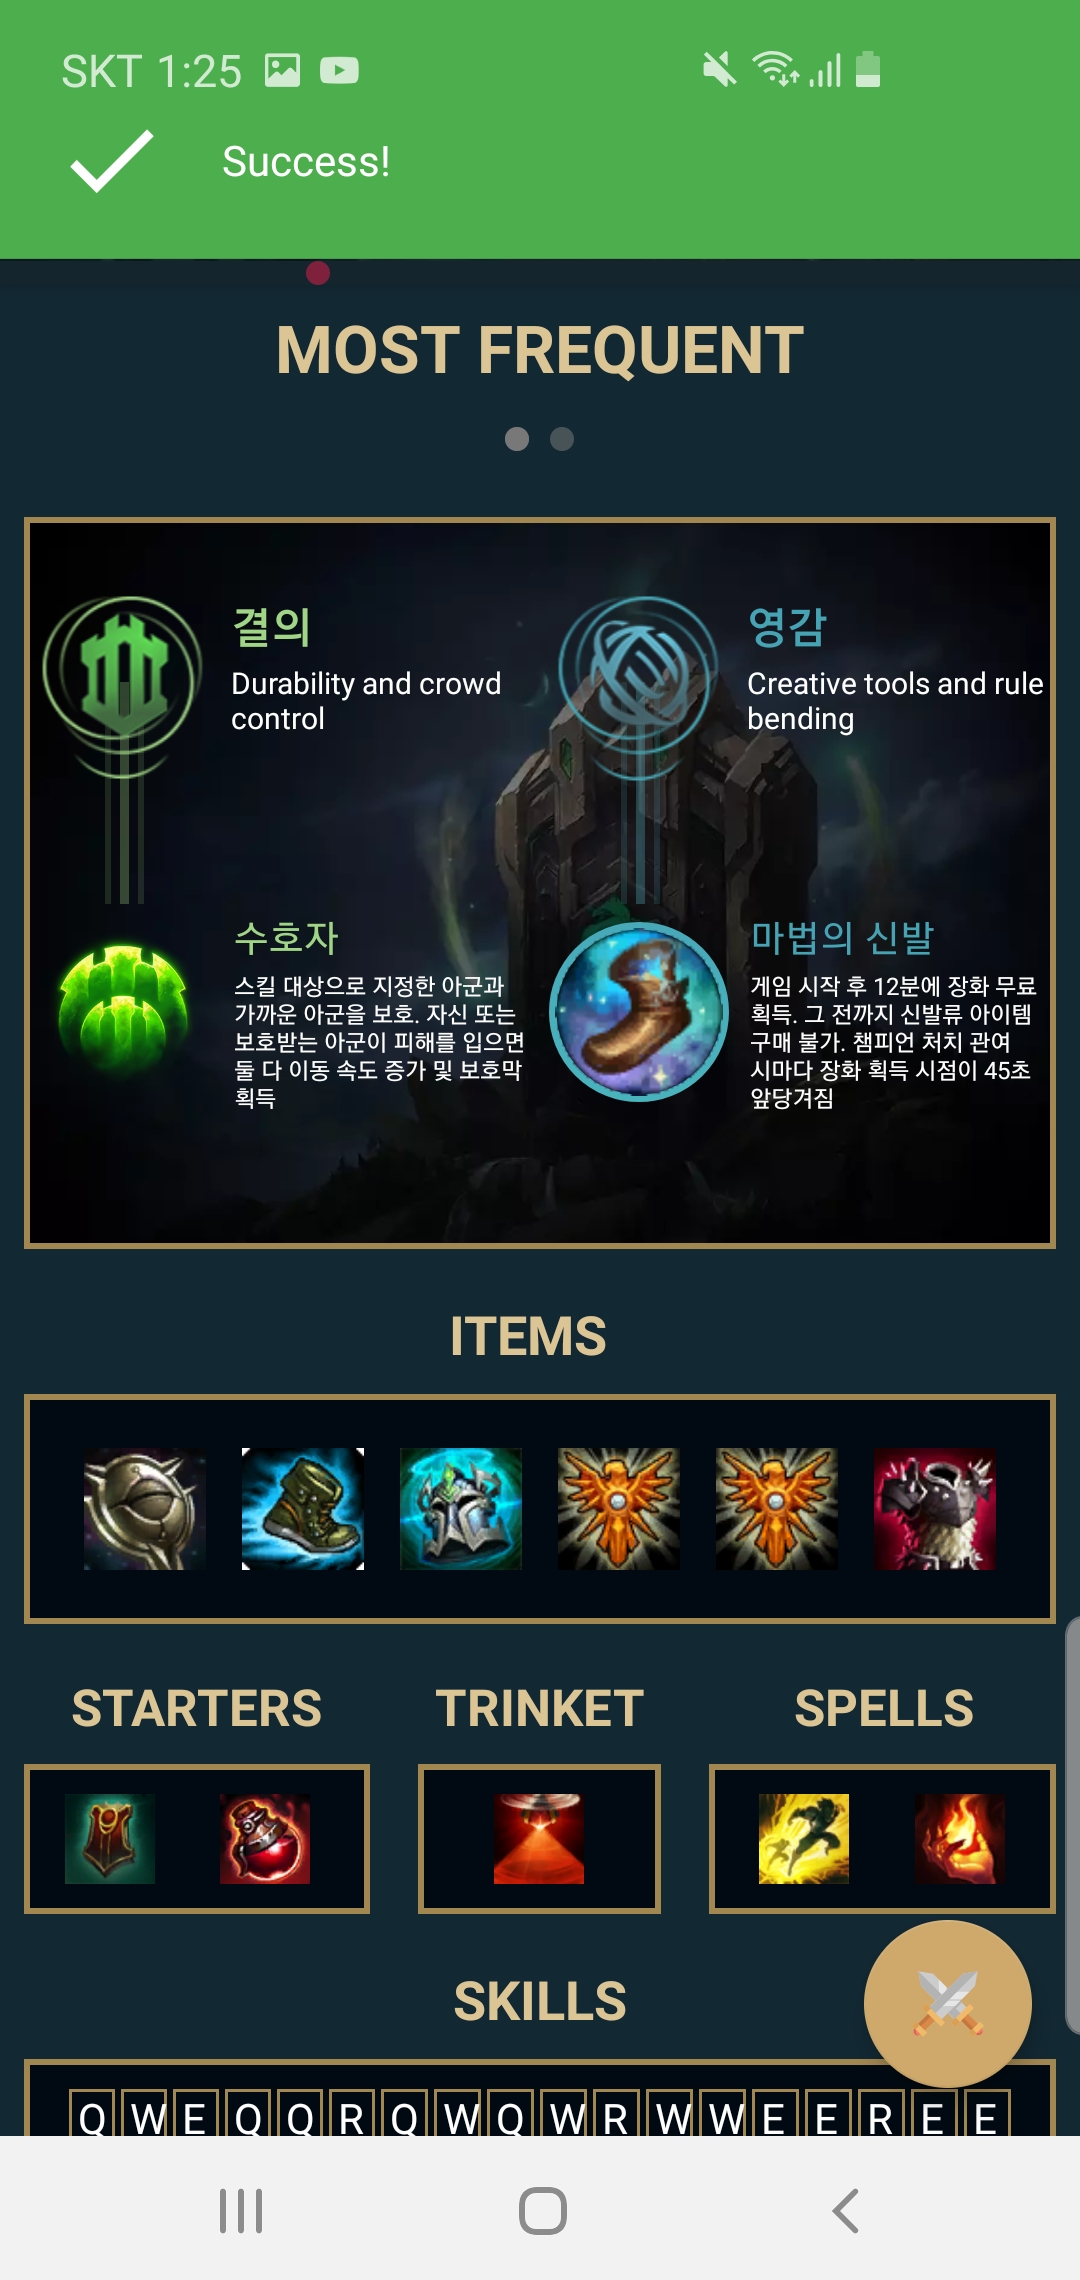 SKT 1:25
Success!
MOST FREQUENT
결의
Durability and crowd
control
영감
Creative tools and rule
bending
수호자
스킬 대상으로 지정한 아군과
가까운 아군을 보호. 자신 또는
보호받는 아군이 피해를 입으면
둘 다 이동 속도 증가 및 보호막
획득
마법의 신발
게임 시작 후 12분에 장화 무료
획득. 그 전까지 신발류 아이템
구매 불가. 챔피언 처치 관여
시마다 장화 획득 시점이 45초
앞당겨짐
ITEMS
STARTERS TRINKET SPELLS
SKILLS
Q W E Q Q R Q W Q W R W W E E R E E